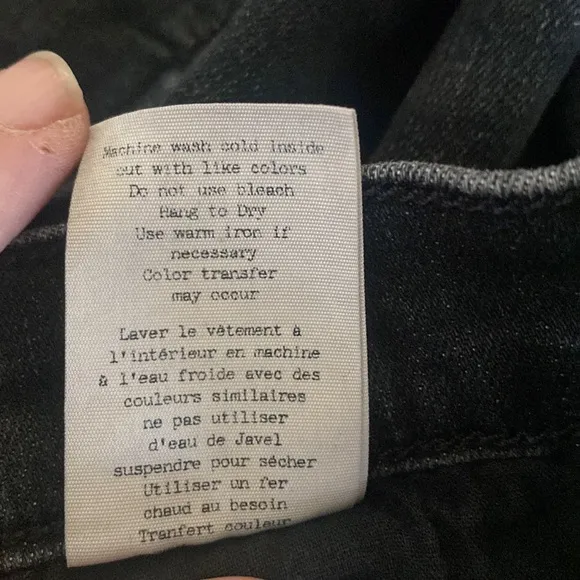 Machine wash cold inside
out with like colors
Do not use bleach
Hang to Dry
Use warm iron if
necessary
Color transfer
may occur
Laver le vêtement à
l'intérieur en machine
à l'eau froide avec des
couleurs similaires
ne pas utiliser
d'eau de Javel
suspendre pour sécher
Utiliser un fer
chaud au besoin
Tranfert couleur